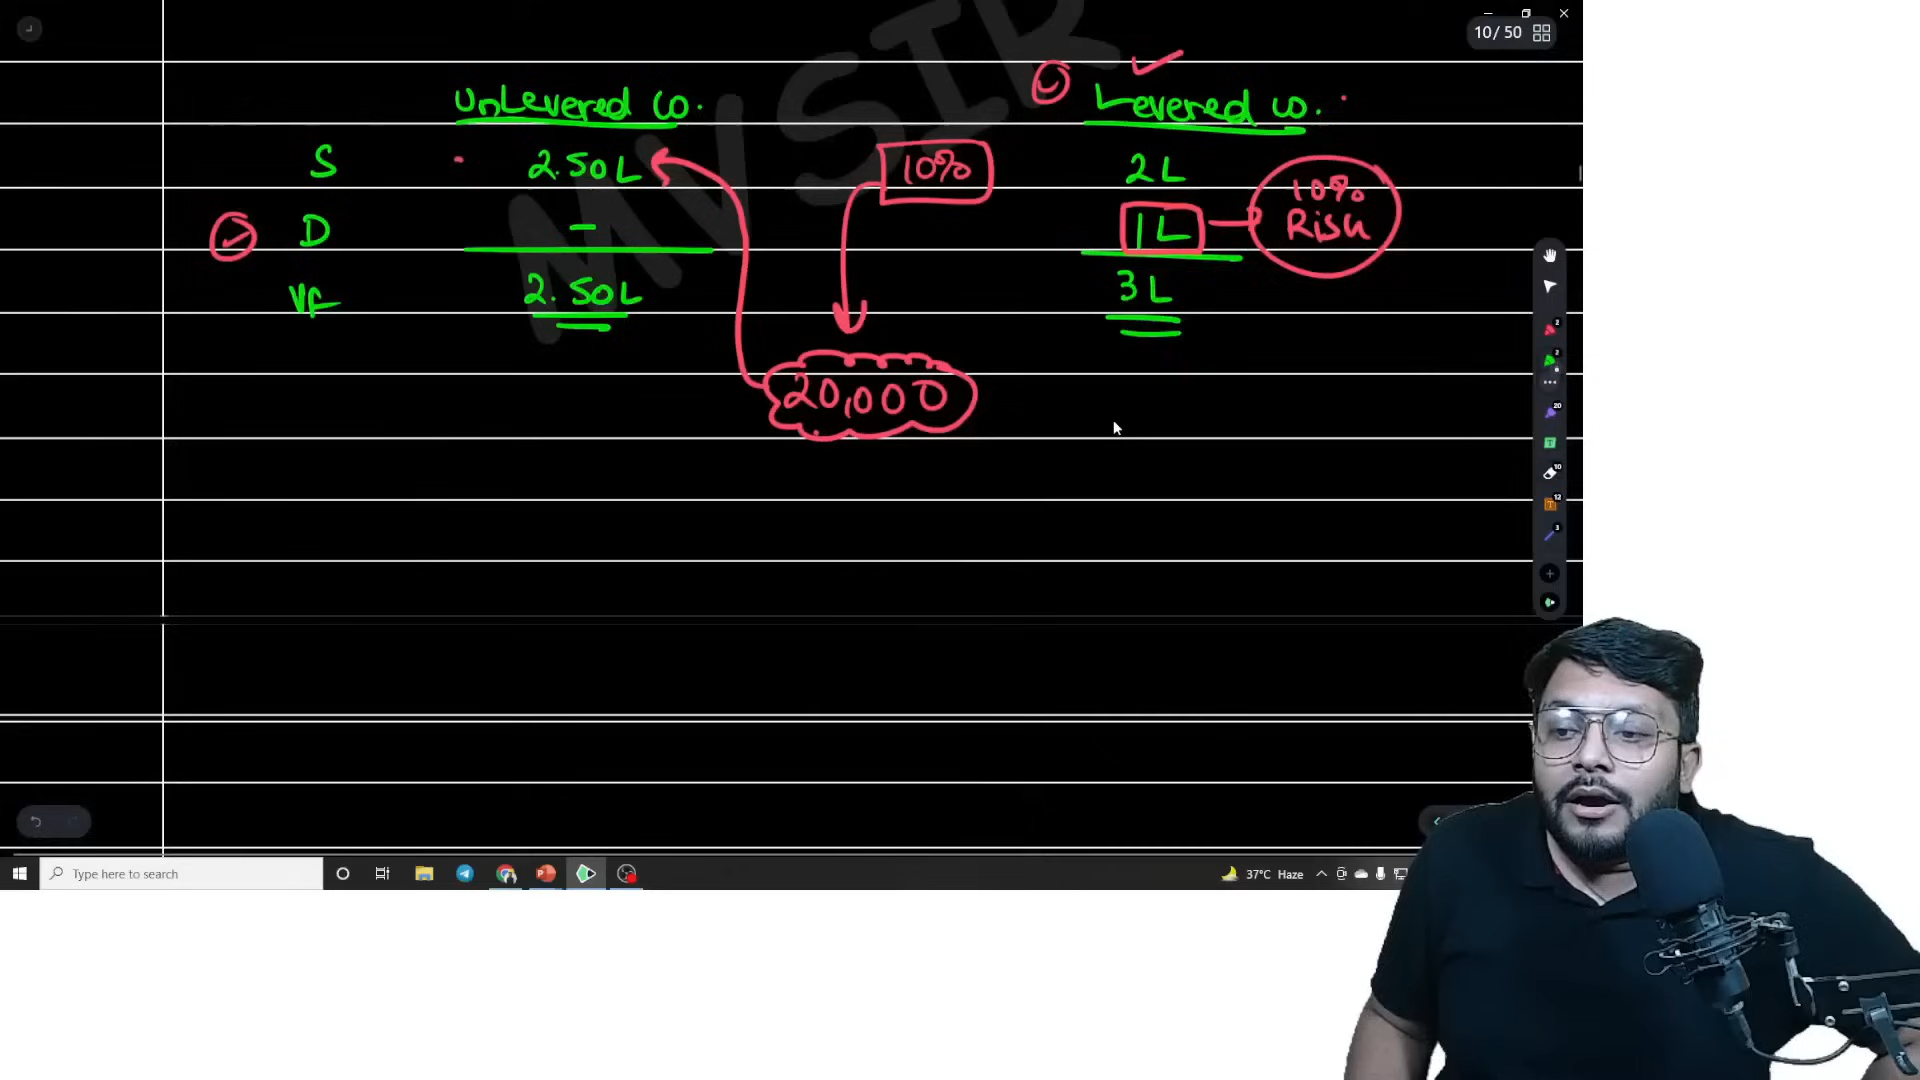 10/50
UnLevered Co.
Levered Co.
S 2.50L 10% 2L 10% Risk
D - 1L
VF 2.50L 3L
20,000
MVSIR
Type here to search
37°C Haze